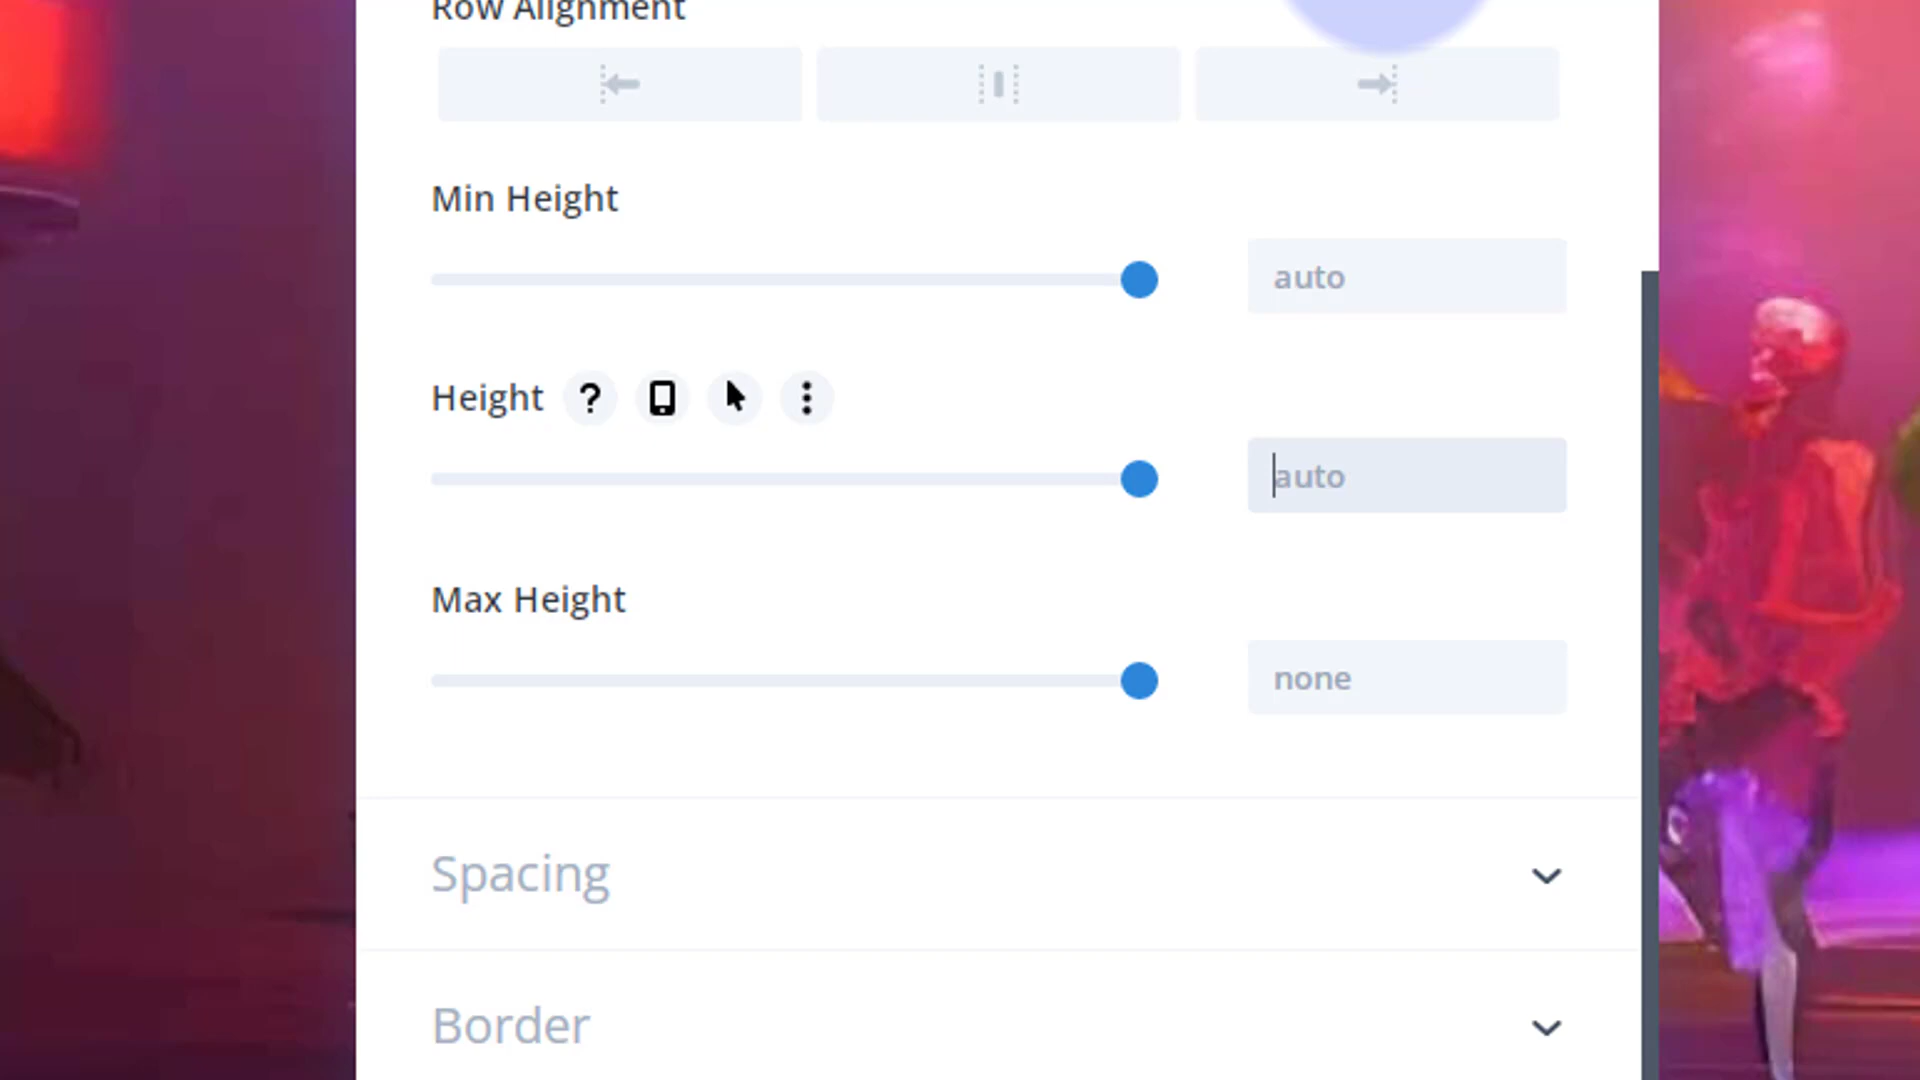 Row Alignment
Min Height
auto
Height ?
auto
Max Height
none
Spacing
Border